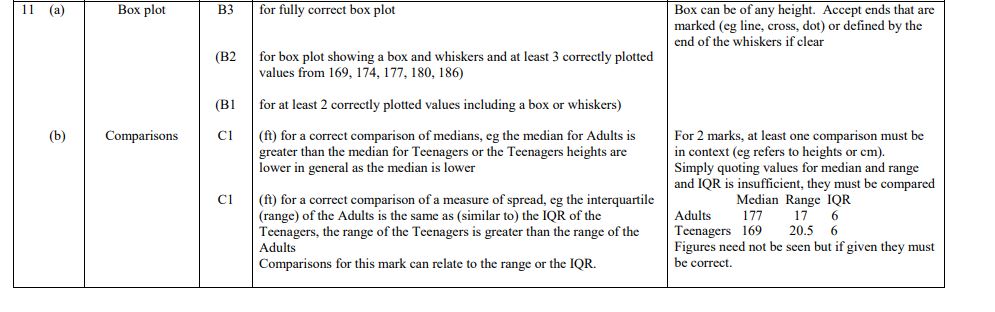 11 (a) Box plot B3 for fully correct box plot Box can be of any height. Accept ends that are
marked (eg line, cross, dot) or defined by the
end of the whiskers if clear
(B2 for box plot showing a box and whiskers and at least 3 correctly plotted
values from 169, 174, 177, 180, 186)
(B1 for at least 2 correctly plotted values including a box or whiskers)
(b) Comparisons C1 (ft) for a correct comparison of medians, eg the median for Adults is
greater than the median for Teenagers or the Teenagers heights are
lower in general as the median is lower
For 2 marks, at least one comparison must be
in context (eg refers to heights or cm).
Simply quoting values for median and range
and IQR is insufficient, they must be compared
C1 (ft) for a correct comparison of a measure of spread, eg the interquartile
(range) of the Adults is the same as (similar to) the IQR of the
Teenagers, the range of the Teenagers is greater than the range of the
Adults
Comparisons for this mark can relate to the range or the IQR.
Median Range IQR
Adults 177 17 6
Teenagers 169 20.5 6
Figures need not be seen but if given they must
be correct.